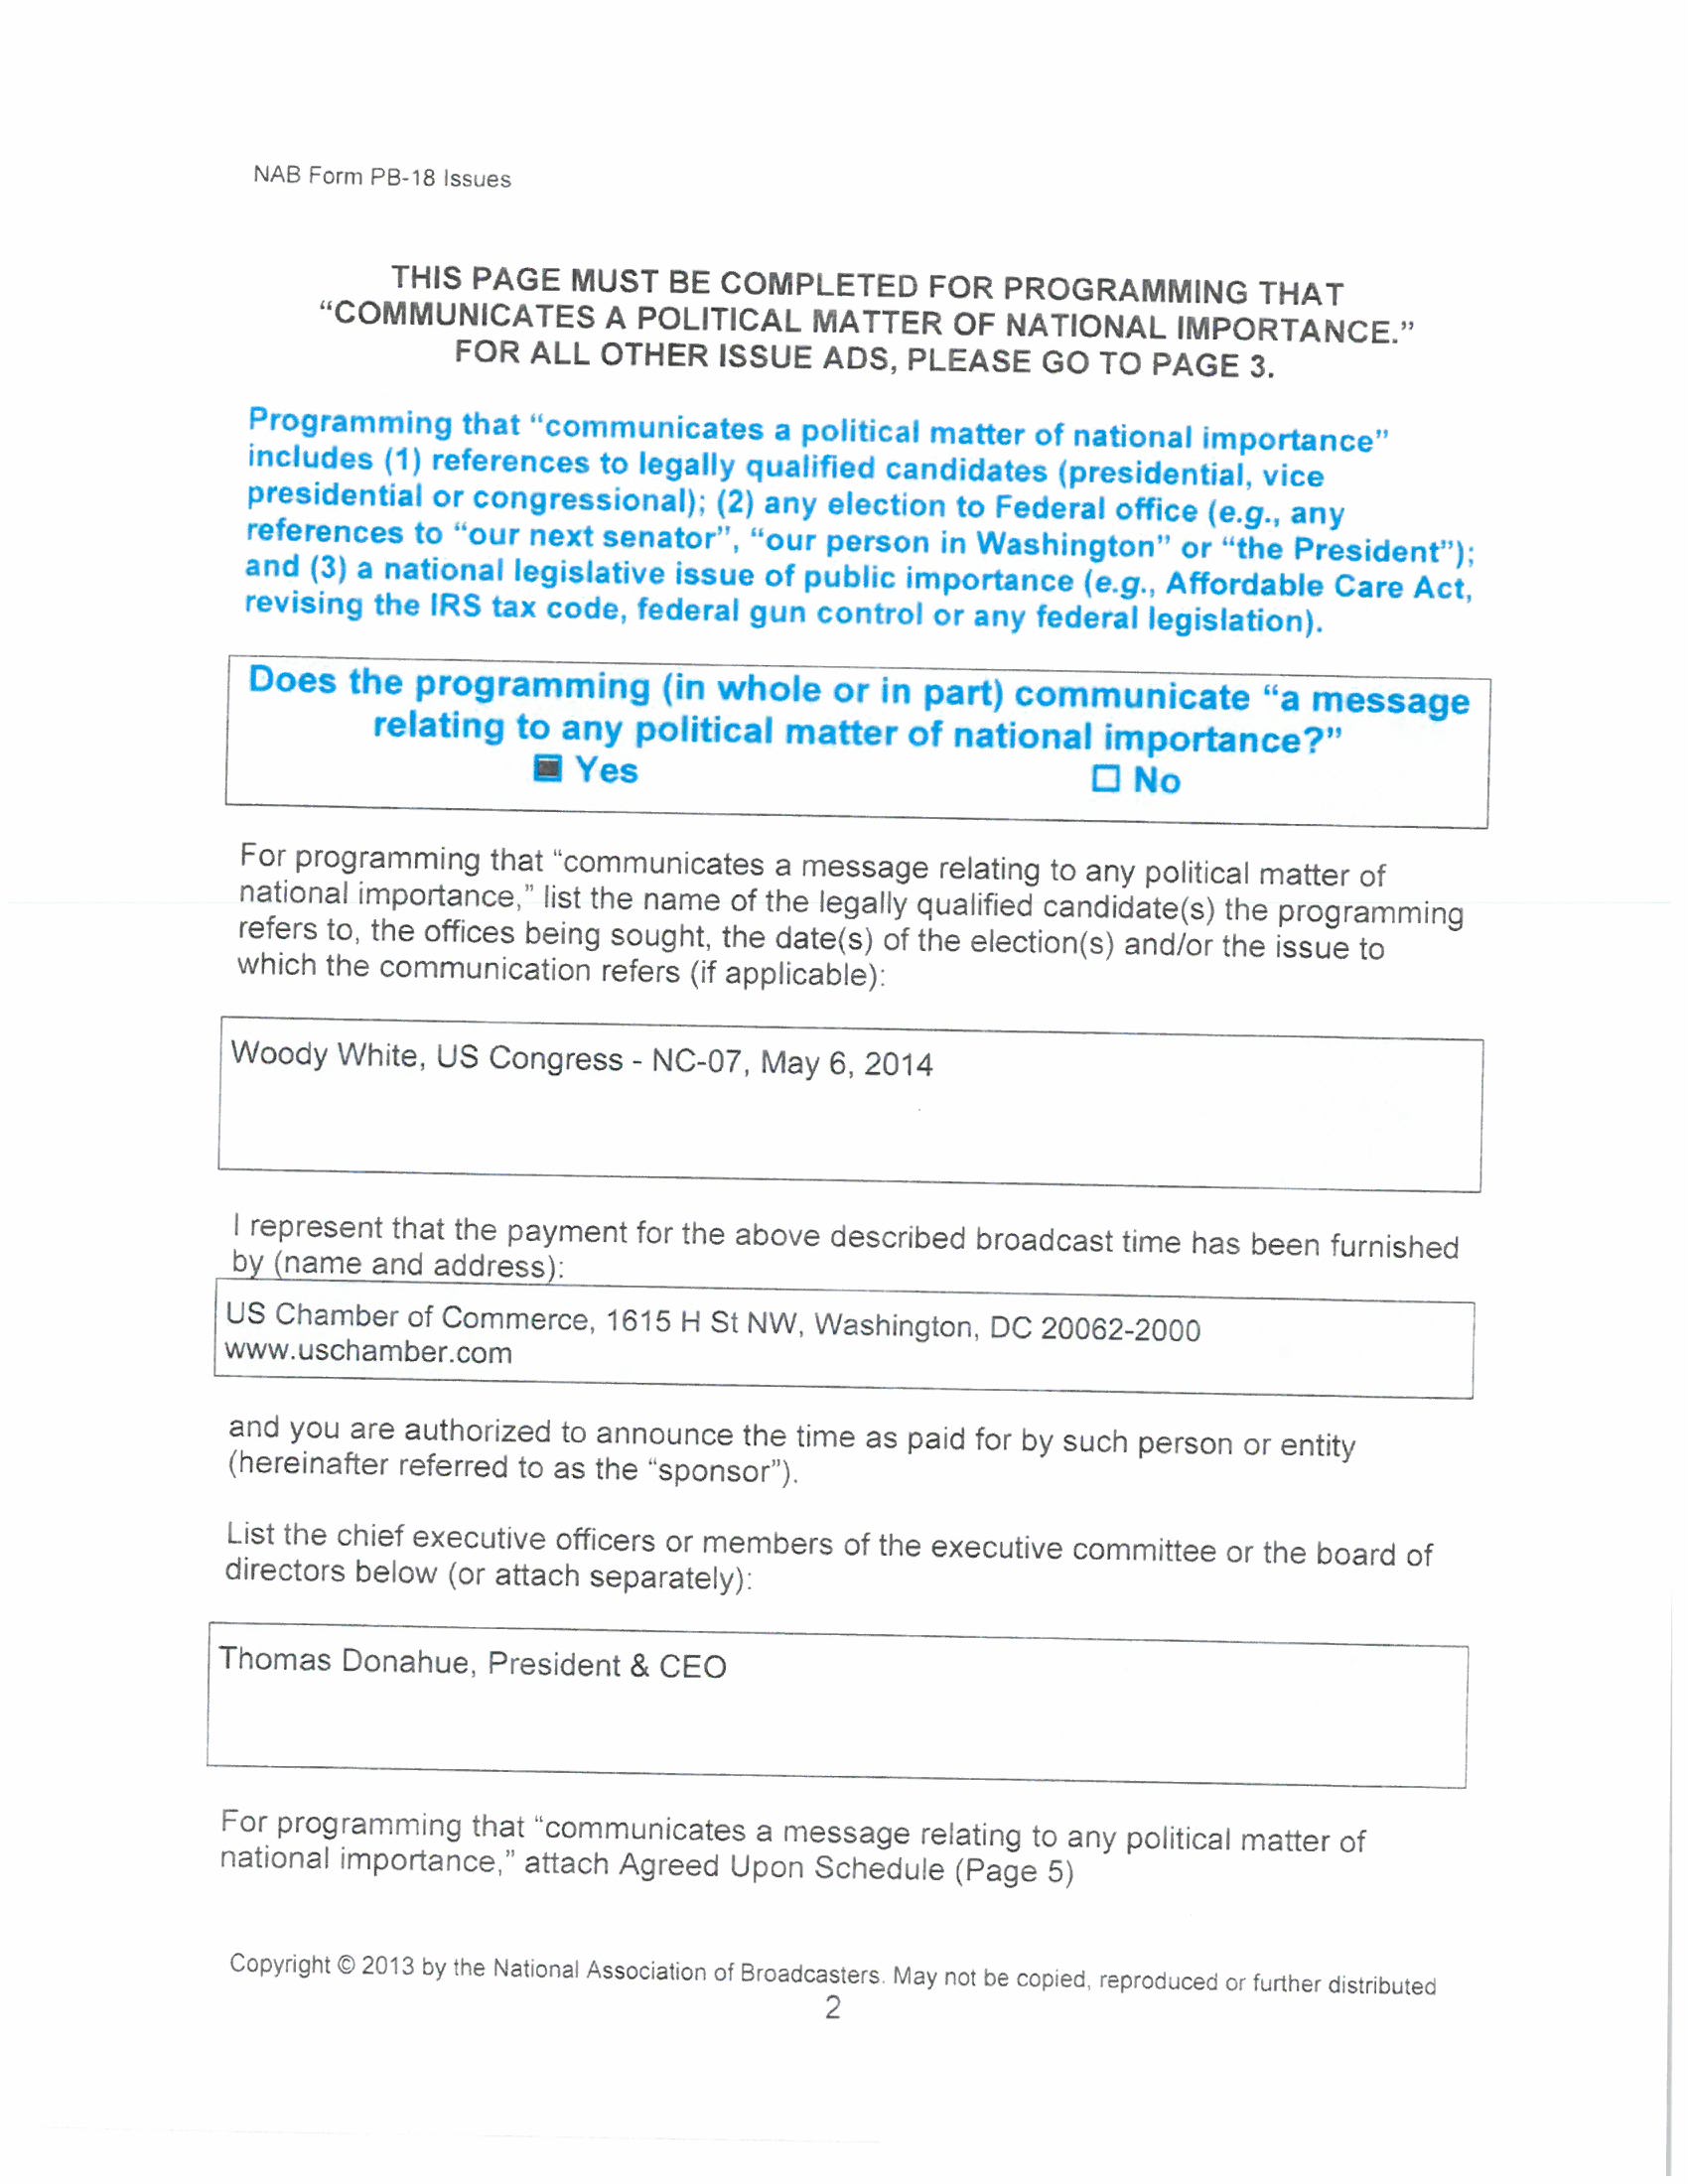 NAB Form PB-18 Issues
THIS PAGE MUST BE COMPLETED FOR PROGRAMMING THAT
“COMMUNICATES A POLITICAL MATTER OF NATIONAL IMPORTANCE.”
FOR ALL OTHER ISSUE ADS, PLEASE GO TO PAGE 3.
Programming that “communicates a political matter of national importance”
includes (1) references to legally qualified candidates (presidential, vice
presidential or congressional); (2) any election to Federal office (e.g., any
references to “our next senator”, “our person in Washington” or “the President”);
and (3) a national legislative issue of public importance (e.g., Affordable Care Act,
revising the IRS tax code, federal gun control or any federal legislation).
Does the programming (in whole or in part) communicate “a message
relating to any political matter of national importance?”
Yes No
For programming that “communicates a message relating to any political matter of
national importance,” list the name of the legally qualified candidate(s) the programming
refers to, the offices being sought, the date(s) of the election(s) and/or the issue to
which the communication refers (if applicable):
Woody White, US Congress - NC-07, May 6, 2014
I represent that the payment for the above described broadcast time has been furnished
by (name and address):
US Chamber of Commerce, 1615 H St NW, Washington, DC 20062-2000
www.uschamber.com
and you are authorized to announce the time as paid for by such person or entity
(hereinafter referred to as the “sponsor”).
List the chief executive officers or members of the executive committee or the board of
directors below (or attach separately):
Thomas Donahue, President & CEO
For programming that “communicates a message relating to any political matter of
national importance,” attach Agreed Upon Schedule (Page 5)
Copyright © 2013 by the National Association of Broadcasters. May not be copied, reproduced or further distributed
2